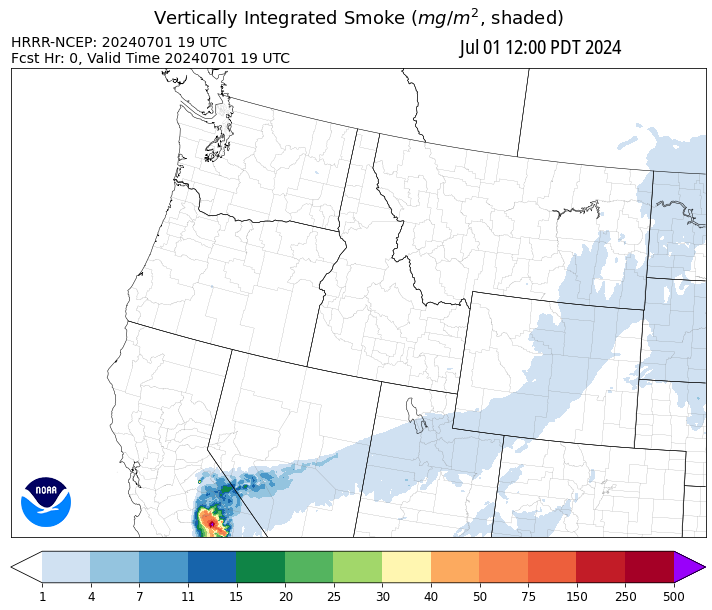 Vertically Integrated Smoke (mg/m², shaded)
HRRR-NCEP: 20240701 19 UTC
Jul 01 12:00 PDT 2024
Fcst Hr: 0, Valid Time 20240701 19 UTC
NOAA
1 4 7 11 15 20 25 30 40 50 75 150 250 500